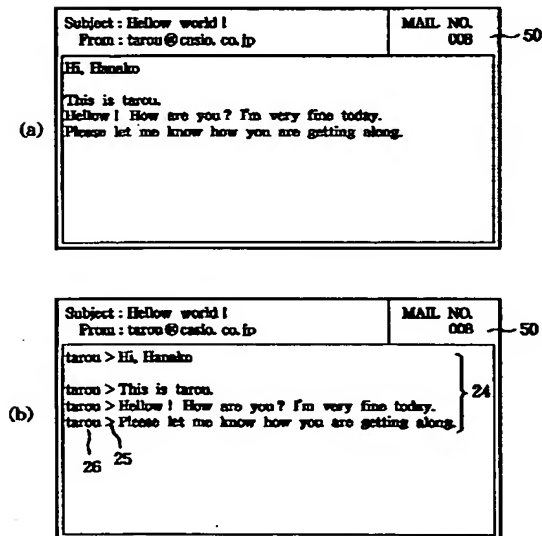 Subject : Hellow world !
From : tarou@casio. co. jp
MAIL NO.
008
50
(a)
Hi, Hanako
This is tarou.
Hellow ! How are you ? I'm very fine today.
Please let me know how you are getting along.
Subject : Hellow world !
From : tarou@casio. co. jp
MAIL NO.
008
50
(b)
tarou > Hi, Hanako
tarou > This is tarou.
tarou > Hellow ! How are you ? I'm very fine today.
tarou > Please let me know how you are getting along.
24
26
25